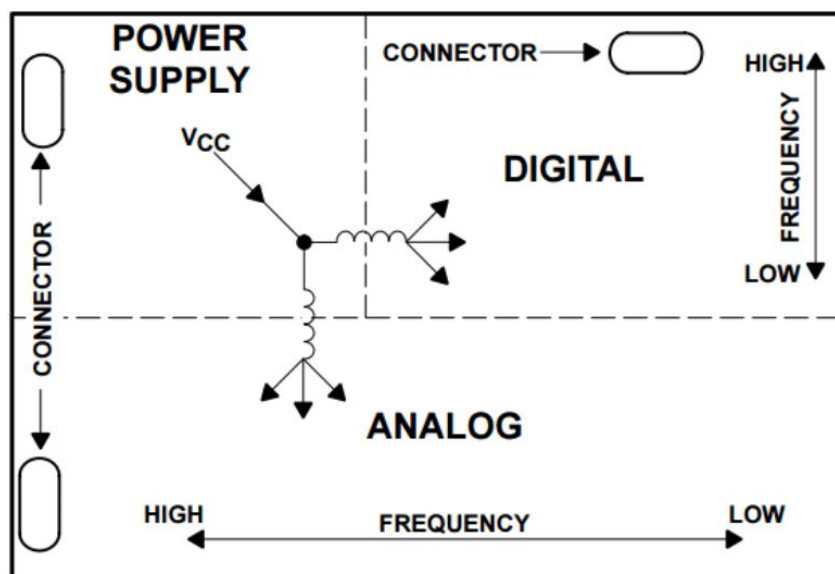 POWER
SUPPLY
CONNECTOR
HIGH
VCC
DIGITAL
FREQUENCY
LOW
CONNECTOR
ANALOG
HIGH
FREQUENCY
LOW